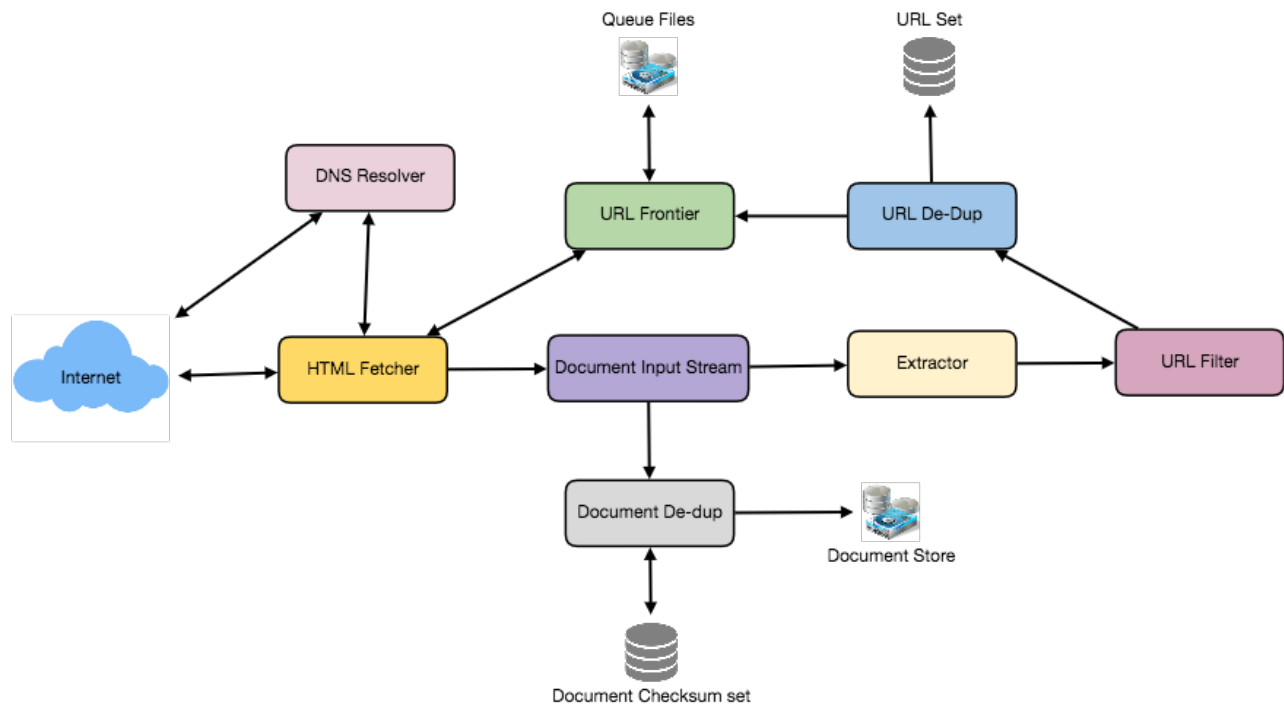 Queue Files
URL Set
DNS Resolver
URL Frontier
URL De-Dup
Internet
HTML Fetcher
Document Input Stream
Extractor
URL Filter
Document De-dup
Document Store
Document Checksum set